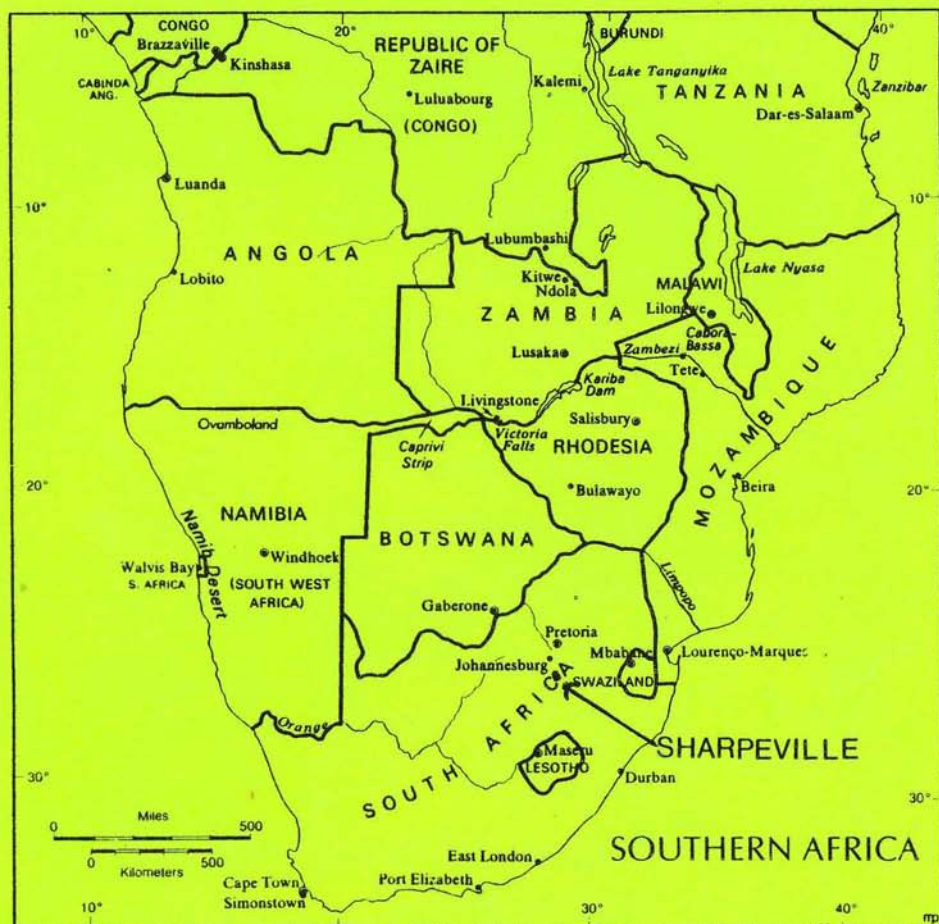 10°
20°
40°
CONGO
Brazzaville
Kinshasa
CABINDA
ANG.
REPUBLIC OF
ZAIRE
Luluabourg
(CONGO)
Kalemi
BURUNDI
Lake Tanganyika
TANZANIA
Zanzibar
Dar-es-Salaam
Luanda
10°
10°
ANGOLA
Lobito
Lubumbashi
Kitwe
Ndola
ZAMBIA
Lusaka
MALAWI
Lilongwe
Lake Nyasa
Cabora-
Bassa
Zambezi
Tete
Kariba
Dam
Livingstone
Victoria
Falls
Salisbury
RHODESIA
Bulawayo
MOZAMBIQUE
Beira
Ovamboland
Caprivi
Strip
20°
20°
NAMIBIA
Windhoek
(SOUTH WEST
AFRICA)
Namib Desert
Walvis Bay
S. AFRICA
BOTSWANA
Gaberone
Limpopo
Pretoria
Johannesburg
Mbabane
SWAZILAND
Lourenço-Marques
Orange
SOUTH AFRICA
Maseru
LESOTHO
SHARPEVILLE
Durban
30°
30°
Miles
0 500
0 500
Kilometers
East London
Port Elizabeth
Cape Town
Simonstown
SOUTHERN AFRICA
10°
20°
30°
40°
mp